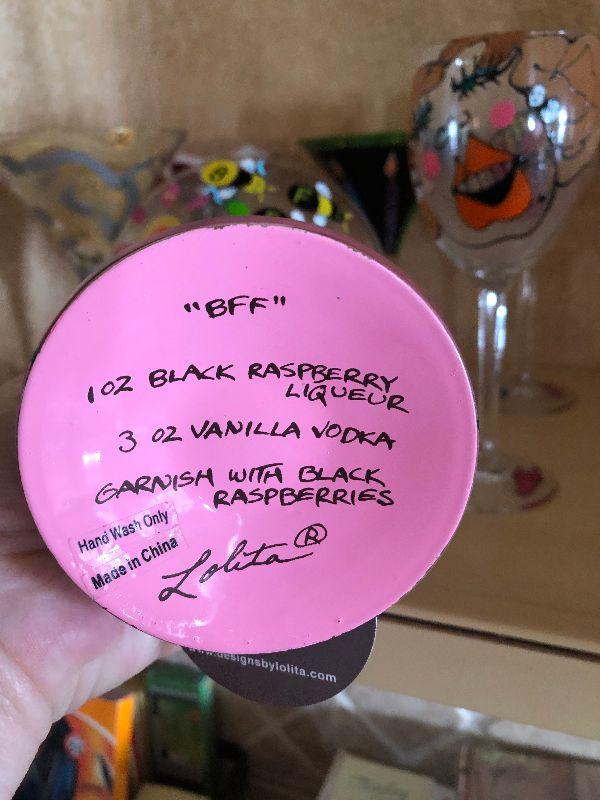 "BFF"
1 OZ BLACK RASPBERRY
LIQUEUR
3 OZ VANILLA VODKA
GARNISH WITH BLACK
RASPBERRIES
Hand Wash Only
Made in China
Lolita®
www.designsbylolita.com